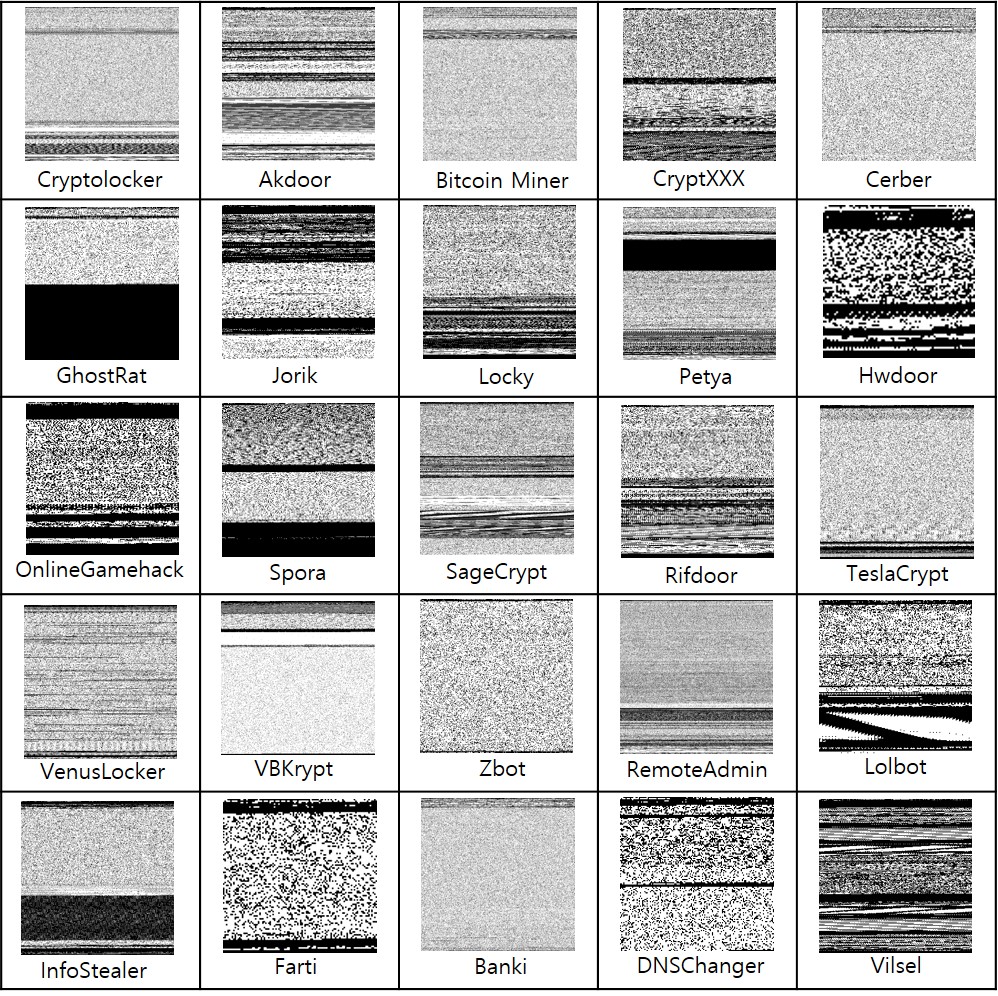 Cryptolocker
Akdoor
Bitcoin Miner
CryptXXX
Cerber
GhostRat
Jorik
Locky
Petya
Hwdoor
OnlineGamehack
Spora
SageCrypt
Rifdoor
TeslaCrypt
VenusLocker
VBKrypt
Zbot
RemoteAdmin
Lolbot
InfoStealer
Farti
Banki
DNSChanger
Vilsel